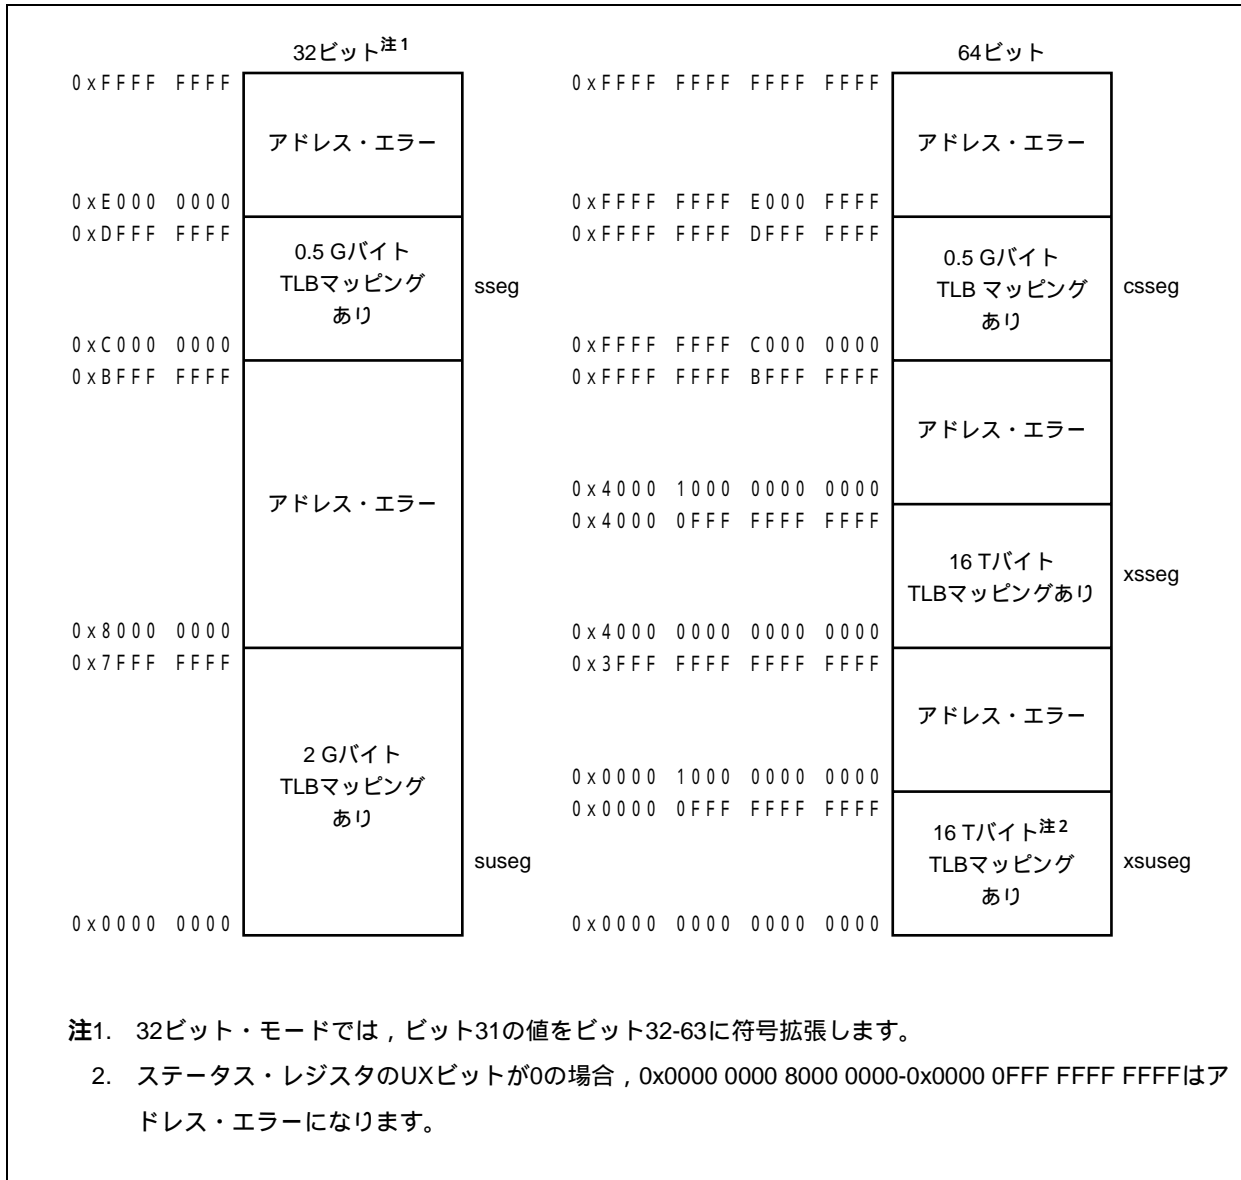 32ビット注1
0xFFFF FFFF
アドレス・エラー
0xE000 0000
0xDFFF FFFF
0.5 Gバイト
TLBマッピング
あり
sseg
0xC000 0000
0xBFFF FFFF
アドレス・エラー
0x8000 0000
0x7FFF FFFF
2 Gバイト
TLBマッピング
あり
suseg
0x0000 0000
64ビット
0xFFFF FFFF FFFF FFFF
アドレス・エラー
0xFFFF FFFF E000 FFFF
0xFFFF FFFF DFFF FFFF
0.5 Gバイト
TLB マッピング
あり
csseg
0xFFFF FFFF C000 0000
0xFFFF FFFF BFFF FFFF
アドレス・エラー
0x4000 1000 0000 0000
0x4000 0FFF FFFF FFFF
16 Tバイト
TLBマッピングあり
xsseg
0x4000 0000 0000 0000
0x3FFF FFFF FFFF FFFF
アドレス・エラー
0x0000 1000 0000 0000
0x0000 0FFF FFFF FFFF
16 Tバイト注2
TLBマッピング
あり
xsuseg
0x0000 0000 0000 0000
注1. 32ビット・モードでは，ビット31の値をビット32-63に符号拡張します。
2. ステータス・レジスタのUXビットが0の場合，0x0000 0000 8000 0000-0x0000 0FFF FFFF FFFFはア
ドレス・エラーになります。